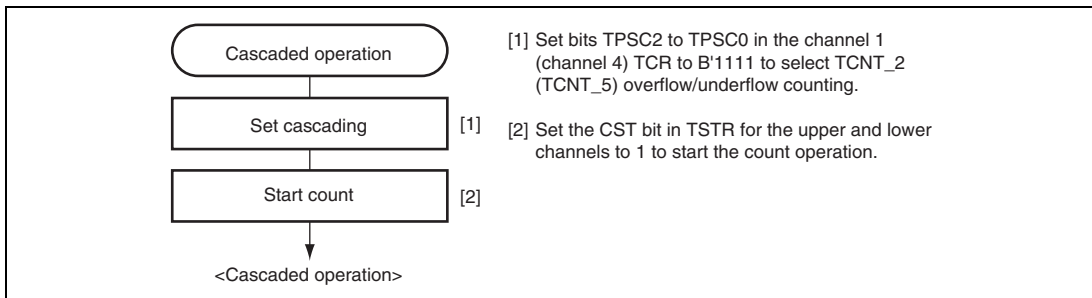 Cascaded operation
Set cascading
[1]
Start count
[2]
<Cascaded operation>
[1] Set bits TPSC2 to TPSC0 in the channel 1
(channel 4) TCR to B'1111 to select TCNT_2
(TCNT_5) overflow/underflow counting.
[2] Set the CST bit in TSTR for the upper and lower
channels to 1 to start the count operation.